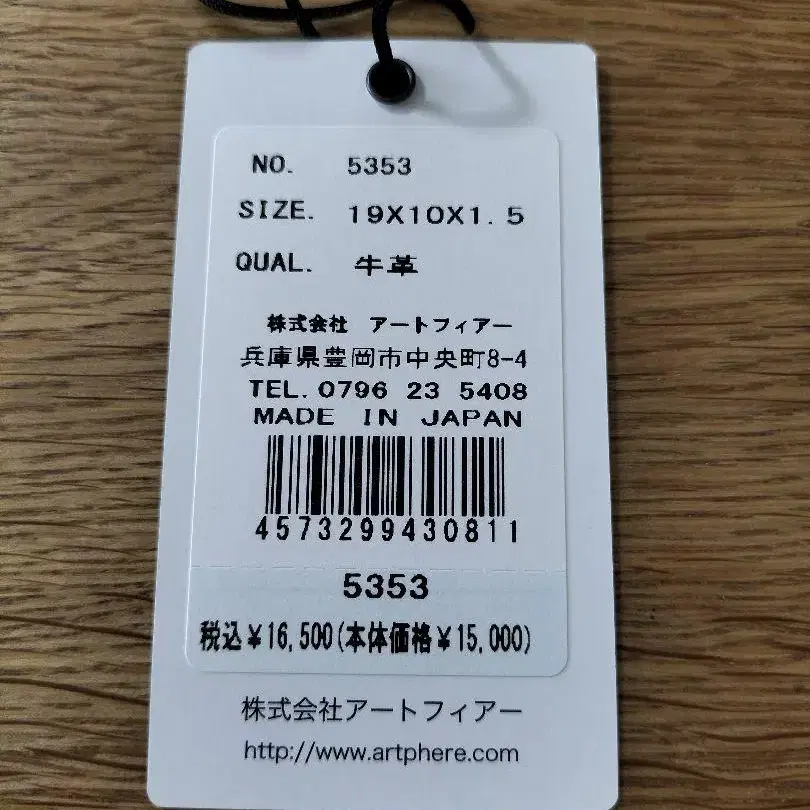 NO. 5353
SIZE. 19X10X1.5
QUAL. 牛革
株式会社 アートフィアー
兵庫県豊岡市中央町8-4
TEL. 0796 23 5408
MADE IN JAPAN
4573299430811
5353
税込¥16,500(本体価格¥15,000)
株式会社アートフィアー
http://www.artphere.com